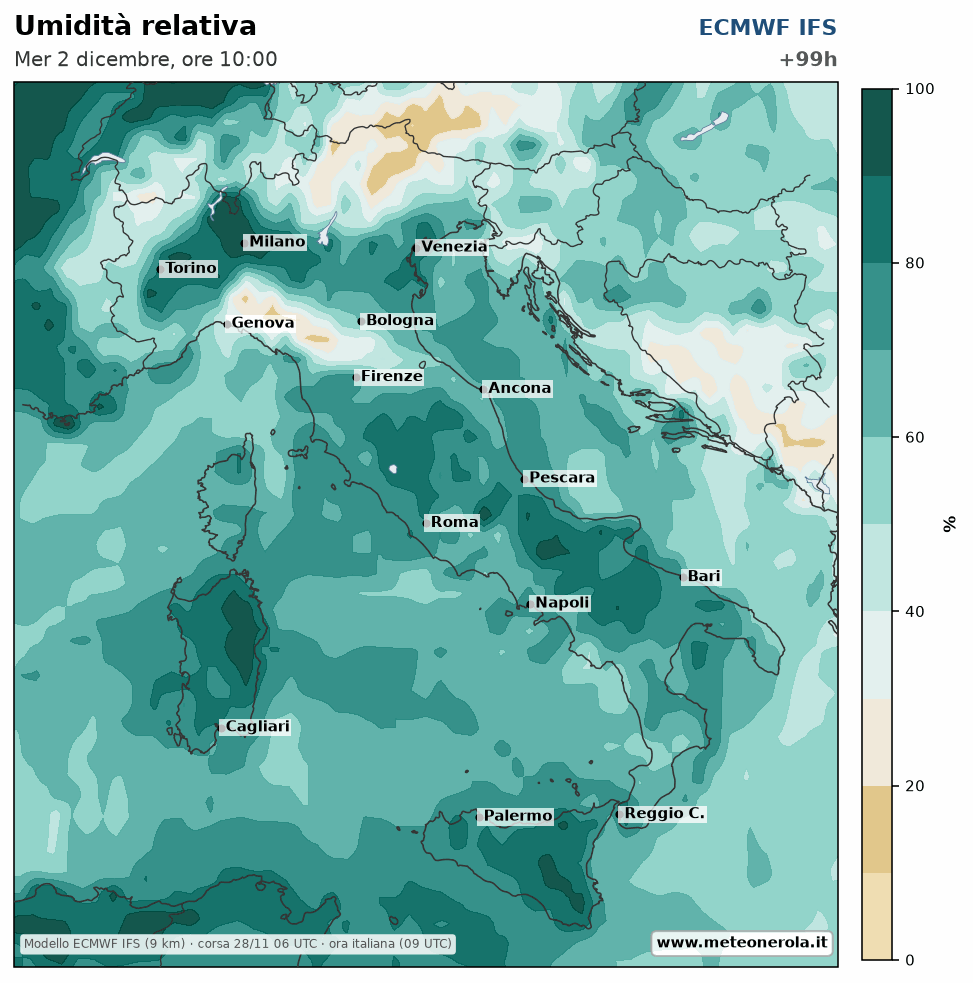 Umidità relativa
ECMWF IFS
Mer 2 dicembre, ore 10:00
+99h
100
80
60
40
20
0
%
Milano
Venezia
Torino
Genova
Bologna
Firenze
Ancona
Pescara
Roma
Bari
Napoli
Cagliari
Palermo
Reggio C.
Modello ECMWF IFS (9 km) · corsa 28/11 06 UTC · ora italiana (09 UTC)
www.meteonerola.it